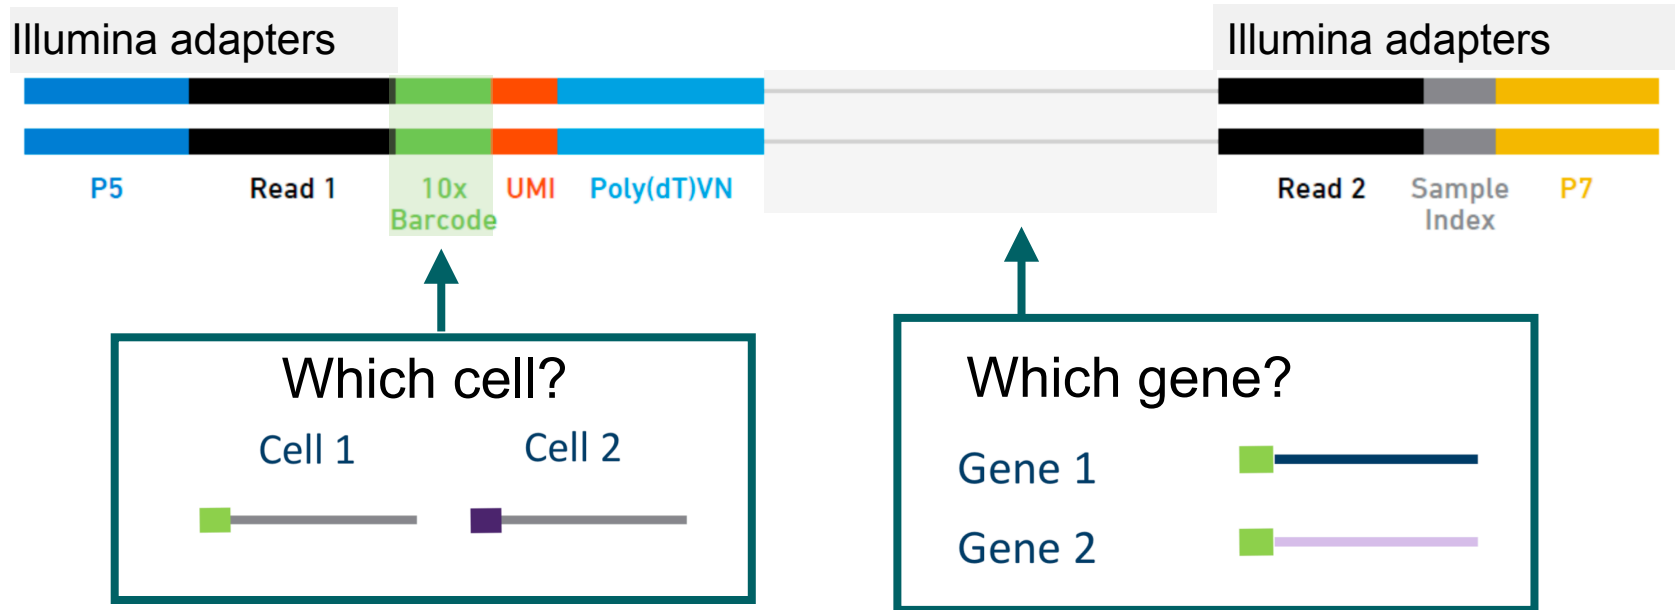 Illumina adapters
Illumina adapters
P5
Read 1
10x
Barcode
UMI
Poly(dT)VN
Read 2
Sample
Index
P7
Which cell?
Cell 1
Cell 2
Which gene?
Gene 1
Gene 2